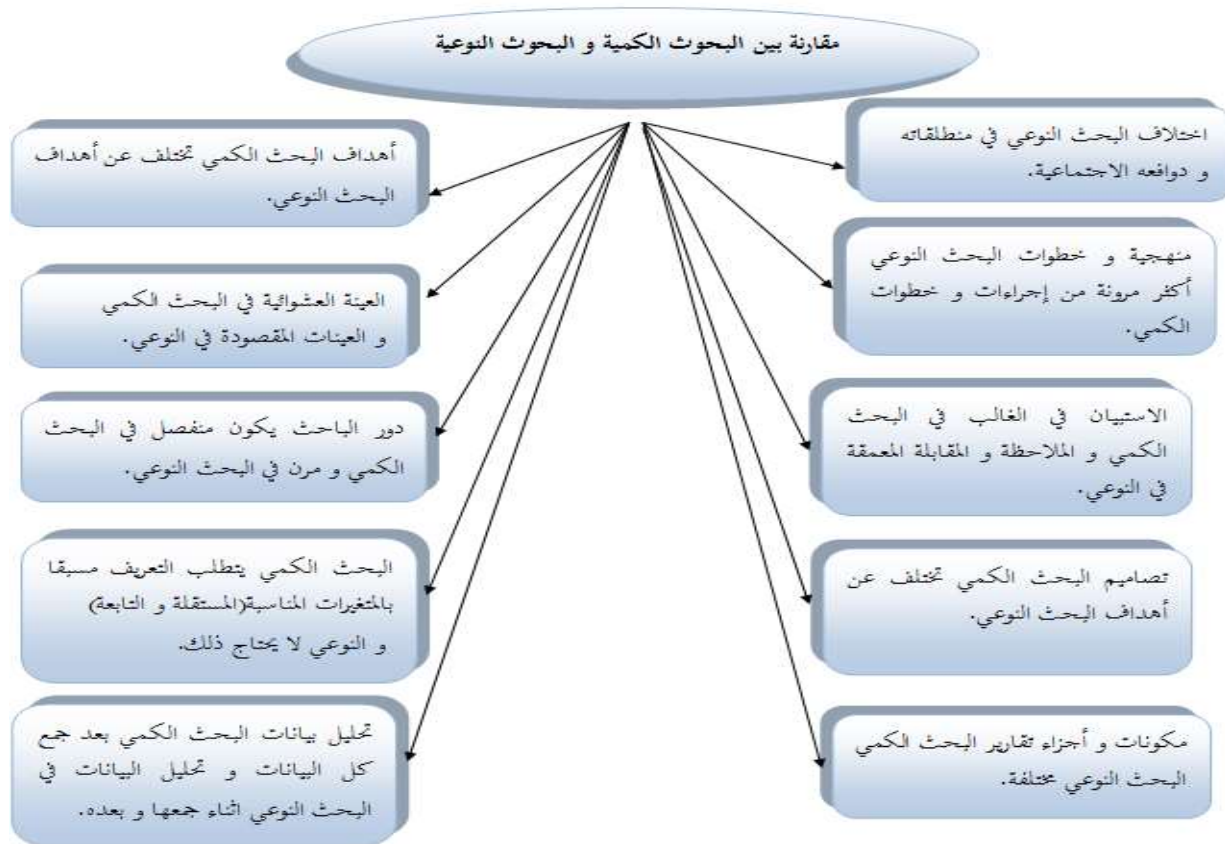 مقارنة بين البحوث الكمية و البحوث النوعية
اختلاف البحث النوعي في منطلقاته
و دوافعه الاجتماعية.
منهجية و خطوات البحث النوعي
أكثر مرونة من إجراءات و خطوات
الكمي.
الاستبيان في الغالب في البحث
الكمي و الملاحظة و المقابلة المعمقة
في النوعي.
تصاميم البحث الكمي تختلف عن
أهداف البحث النوعي.
مكونات و أجزاء تقارير البحث الكمي
البحث النوعي مختلفة.
أهداف البحث الكمي تختلف عن أهداف
البحث النوعي.
العينة العشوائية في البحث الكمي
و العينات المقصودة في النوعي.
دور الباحث يكون منفصل في البحث
الكمي و مرن في البحث النوعي.
البحث الكمي يتطلب التعريف مسبقا
بالمتغيرات المناسبة(المستقلة و التابعة)
و النوعي لا يحتاج ذلك.
تحليل بيانات البحث الكمي بعد جمع
كل البيانات و تحليل البيانات في
البحث النوعي اثناء جمعها و بعده.